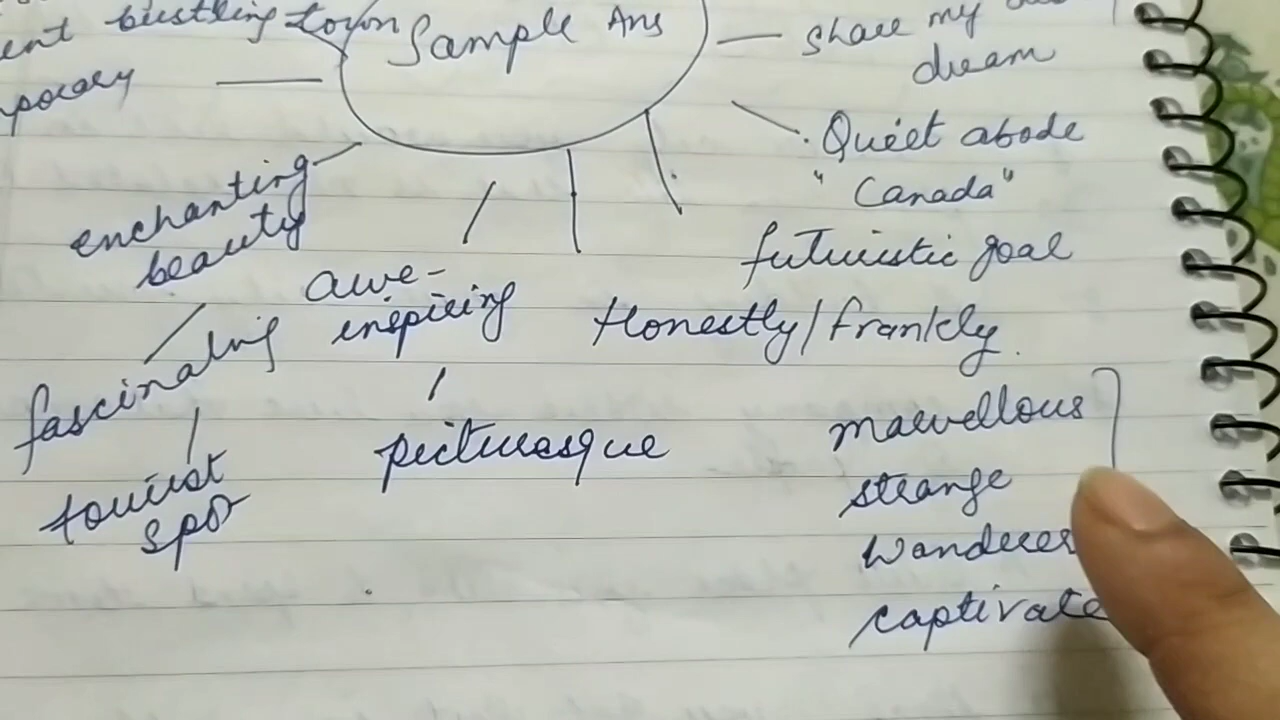 bustling town
Sample Ans
share my
dream
Quiet abode
"Canada"
futuristic goal
Honestly/frankly.
enchanting
beauty
awe-
inspiring
fascinating
tourist
spot
picturesque
marvellous
strange
Wanderer
captivate